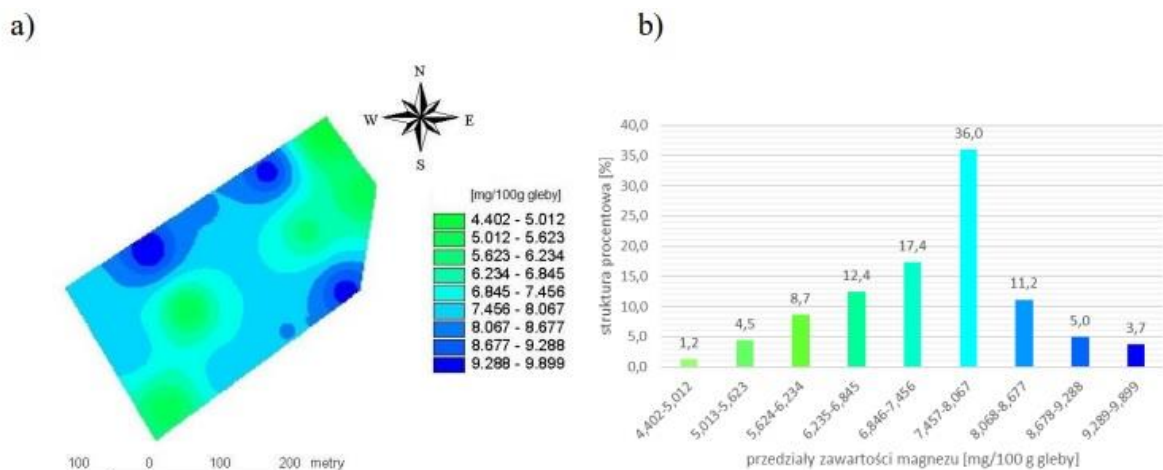 a)
N
W E
S
[mg/100g gleby]
4.402 - 5.012
5.012 - 5.623
5.623 - 6.234
6.234 - 6.845
6.845 - 7.456
7.456 - 8.067
8.067 - 8.677
8.677 - 9.288
9.288 - 9.899
100 0 200 metry
b)
struktura procentowa [%]
40,0
35,0
30,0
25,0
20,0
15,0
10,0
5,0
0,0
1,2
4,5
8,7
12,4
17,4
36,0
11,2
5,0
3,7
4,402-5,012
5,013-5,623
5,624-6,234
6,235-6,845
6,846-7,456
7,457-8,067
8,068-8,677
8,678-9,288
9,289-9,899
przedziały zawartości magnezu [mg/100 g gleby]